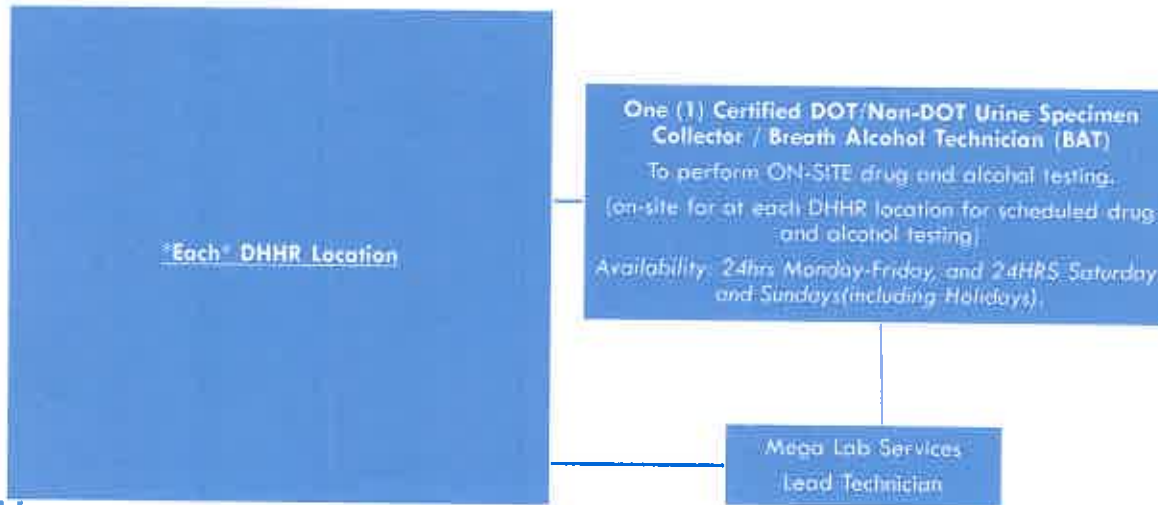 *Each* DHHR Location
One (1) Certified DOT/Non-DOT Urine Specimen
Collector / Breath Alcohol Technician (BAT)
To perform ON-SITE drug and alcohol testing.
(on-site for at each DHHR location for scheduled drug
and alcohol testing)
Availability: 24hrs Monday-Friday, and 24HRS Saturday
and Sundays(including Holidays).
Mega Lab Services
Lead Technician